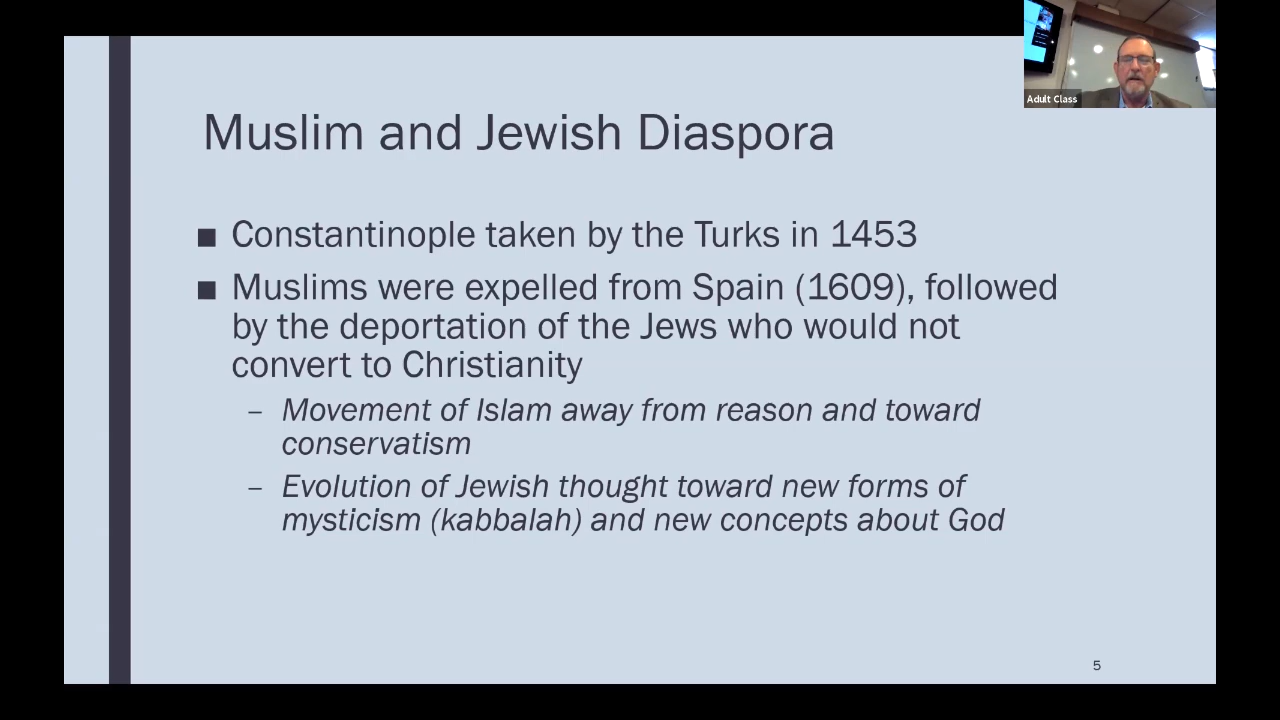 Adult Class
Muslim and Jewish Diaspora
■ Constantinople taken by the Turks in 1453
■ Muslims were expelled from Spain (1609), followed
by the deportation of the Jews who would not
convert to Christianity
– Movement of Islam away from reason and toward
conservatism
– Evolution of Jewish thought toward new forms of
mysticism (kabbalah) and new concepts about God
5